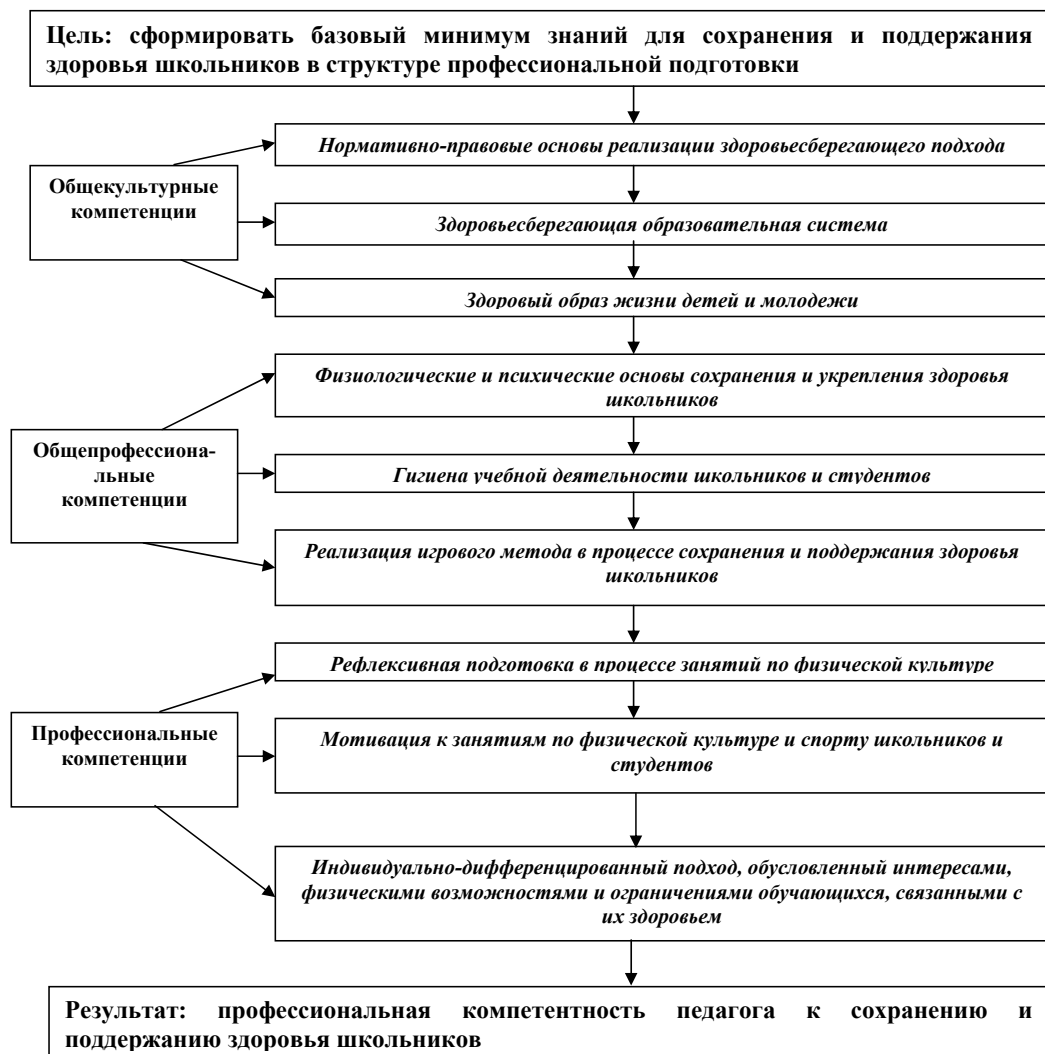 Цель: сформировать базовый минимум знаний для сохранения и поддержания
здоровья школьников в структуре профессиональной подготовки
Нормативно-правовые основы реализации здоровьесберегающего подхода
Общекультурные
компетенции
Здоровьесберегающая образовательная система
Здоровый образ жизни детей и молодежи
Физиологические и психические основы сохранения и укрепления здоровья
школьников
Общепрофессиона-
льные
компетенции
Гигиена учебной деятельности школьников и студентов
Реализация игрового метода в процессе сохранения и поддержания здоровья
школьников
Рефлексивная подготовка в процессе занятий по физической культуре
Профессиональные
компетенции
Мотивация к занятиям по физической культуре и спорту школьников и
студентов
Индивидуально-дифференцированный подход, обусловленный интересами,
физическими возможностями и ограничениями обучающихся, связанными с
их здоровьем
Результат: профессиональная компетентность педагога к сохранению и
поддержанию здоровья школьников